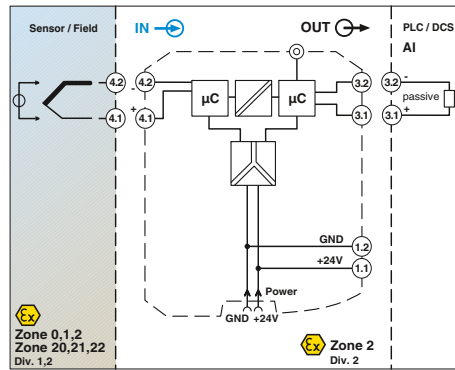 Sensor / Field
IN
OUT
PLC / DCS
AI
4.2
4.2
-
µC
µC
3.2
3.2
-
passive
+
4.1
4.1
3.1
3.1
+
GND
1.2
+24V
1.1
Power
GND +24V
Ex
Zone 0,1,2
Zone 20,21,22
Div. 1,2
Ex
Zone 2
Div. 2